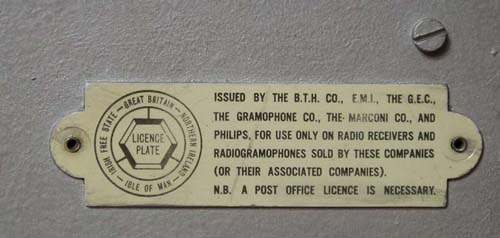 IRISH FREE STATE — GREAT BRITAIN — NORTHERN IRELAND — ISLE OF MAN —
LICENCE
PLATE
ISSUED BY THE B.T.H. CO., E.M.I., THE G.E.C.,
THE GRAMOPHONE CO., THE MARCONI CO., AND
PHILIPS, FOR USE ONLY ON RADIO RECEIVERS AND
RADIOGRAMOPHONES SOLD BY THESE COMPANIES
(OR THEIR ASSOCIATED COMPANIES).
N.B. A POST OFFICE LICENCE IS NECESSARY.